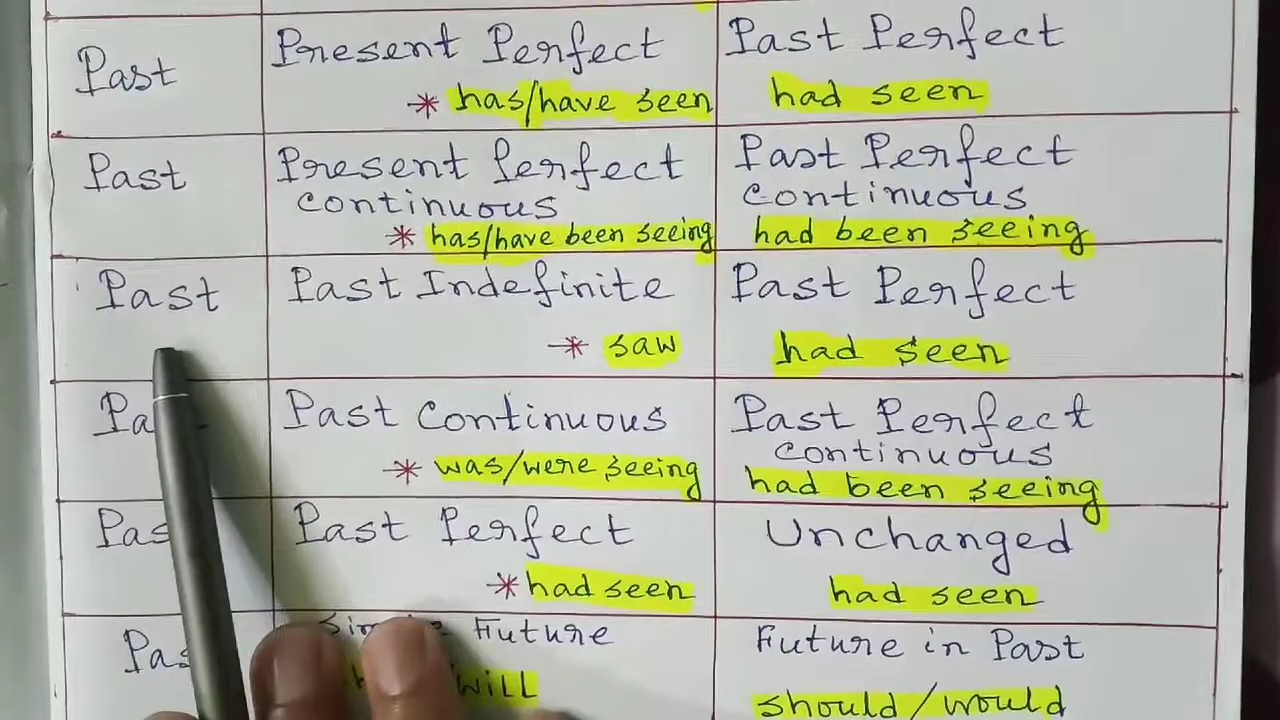 Past
Present Perfect
* has/have seen
Past Perfect
had seen
Past
Present Perfect
continuous
* has/have been seeing
Past Perfect
continuous
had been seeing
Past
Past Indefinite
* saw
Past Perfect
had seen
Pa
Past Continuous
* was/were seeing
Past Perfect
continuous
had been seeing
Pas
Past Perfect
* had seen
Unchanged
had seen
Pas
Future
will
Future in Past
should/would